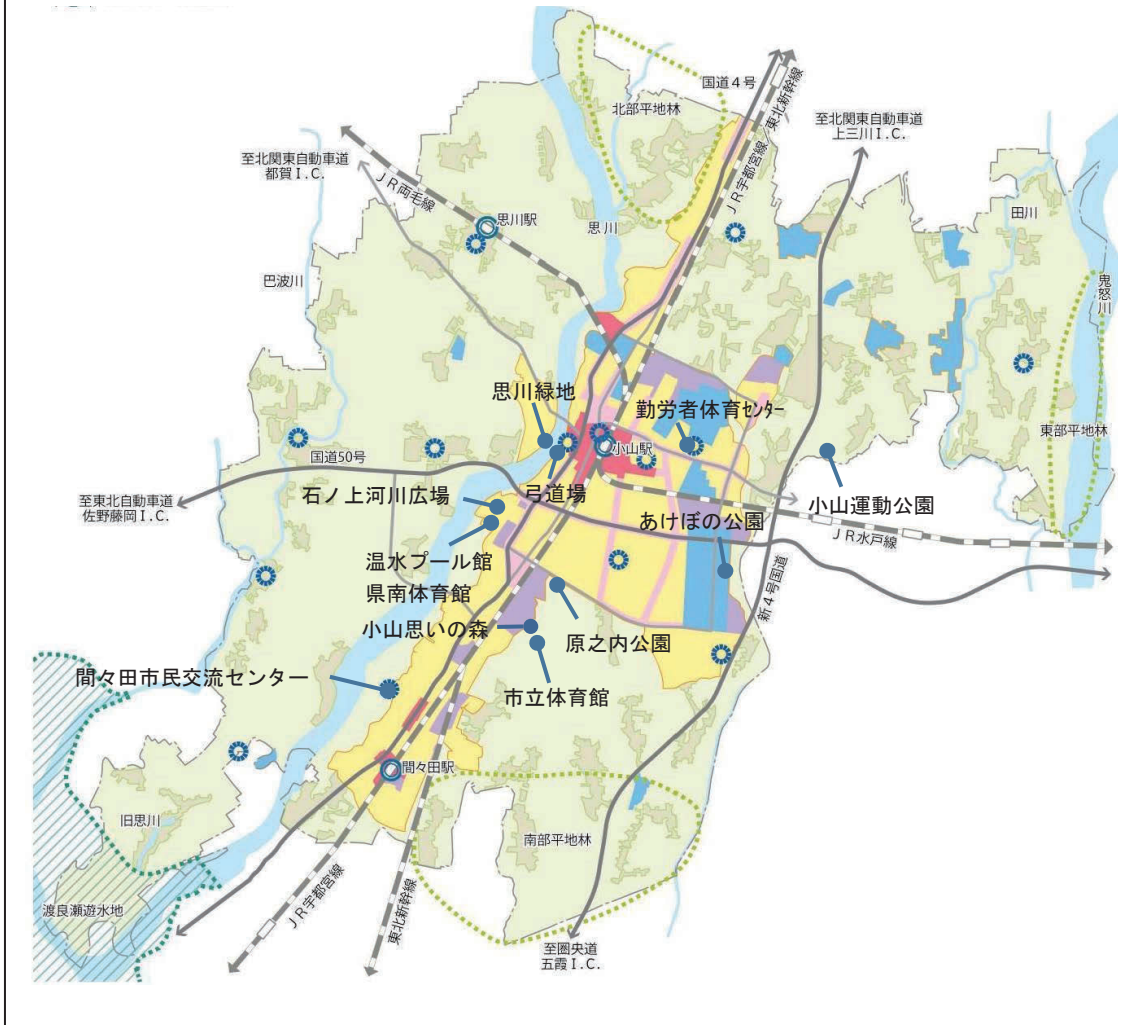 国道4号
東北新幹線
北部平地林
至北関東自動車道
上三川I.C.
JR宇都宮線
至北関東自動車道
都賀I.C.
JR両毛線
田川
思川駅
思川
巴波川
鬼怒川
思川緑地
勤労者体育センター
小山駅
東部平地林
国道50号
石ノ上河川広場
弓道場
小山運動公園
至東北自動車道
佐野藤岡I.C.
あけぼの公園
JR水戸線
温水プール館
県南体育館
新4号国道
小山思いの森
原之内公園
間々田市民交流センター
市立体育館
間々田駅
旧思川
南部平地林
渡良瀬遊水地
JR宇都宮線
東北新幹線
至圏央道
五霞I.C.